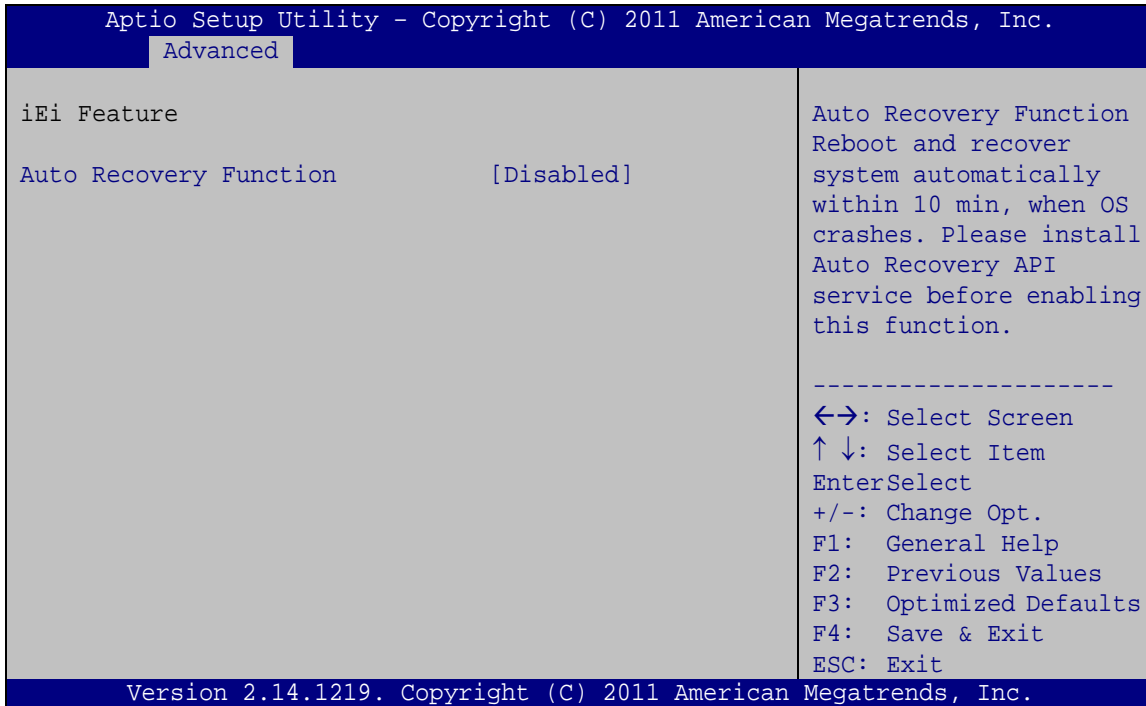 Aptio Setup Utility – Copyright (C) 2011 American Megatrends, Inc.
Advanced
iEi Feature
Auto Recovery Function [Disabled]
Auto Recovery Function
Reboot and recover
system automatically
within 10 min, when OS
crashes. Please install
Auto Recovery API
service before enabling
this function.
---------------------
←→: Select Screen
↑ ↓: Select Item
EnterSelect
+/-: Change Opt.
F1: General Help
F2: Previous Values
F3: Optimized Defaults
F4: Save & Exit
ESC: Exit
Version 2.14.1219. Copyright (C) 2011 American Megatrends, Inc.